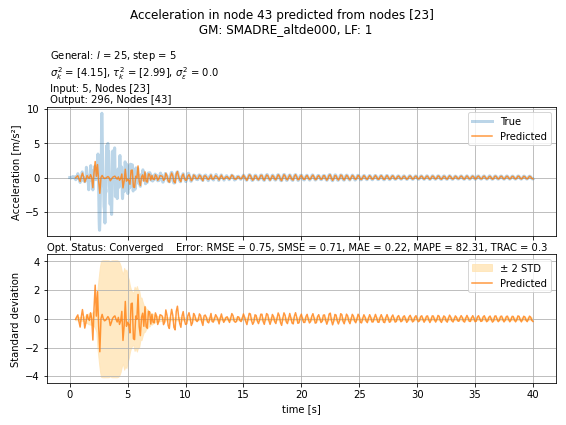 Acceleration in node 43 predicted from nodes [23]
GM: SMADRE_altde000, LF: 1
General: l = 25, step = 5
σ²ₖ = [4.15], τ²ₖ = [2.99], σ²ε = 0.0
Input: 5, Nodes [23]
Output: 296, Nodes [43]
10
5
0
−5
Acceleration [m/s²]
True
Predicted
Opt. Status: Converged Error: RMSE = 0.75, SMSE = 0.71, MAE = 0.22, MAPE = 82.31, TRAC = 0.3
4
2
0
−2
−4
Standard deviation
± 2 STD
Predicted
0 5 10 15 20 25 30 35 40
time [s]